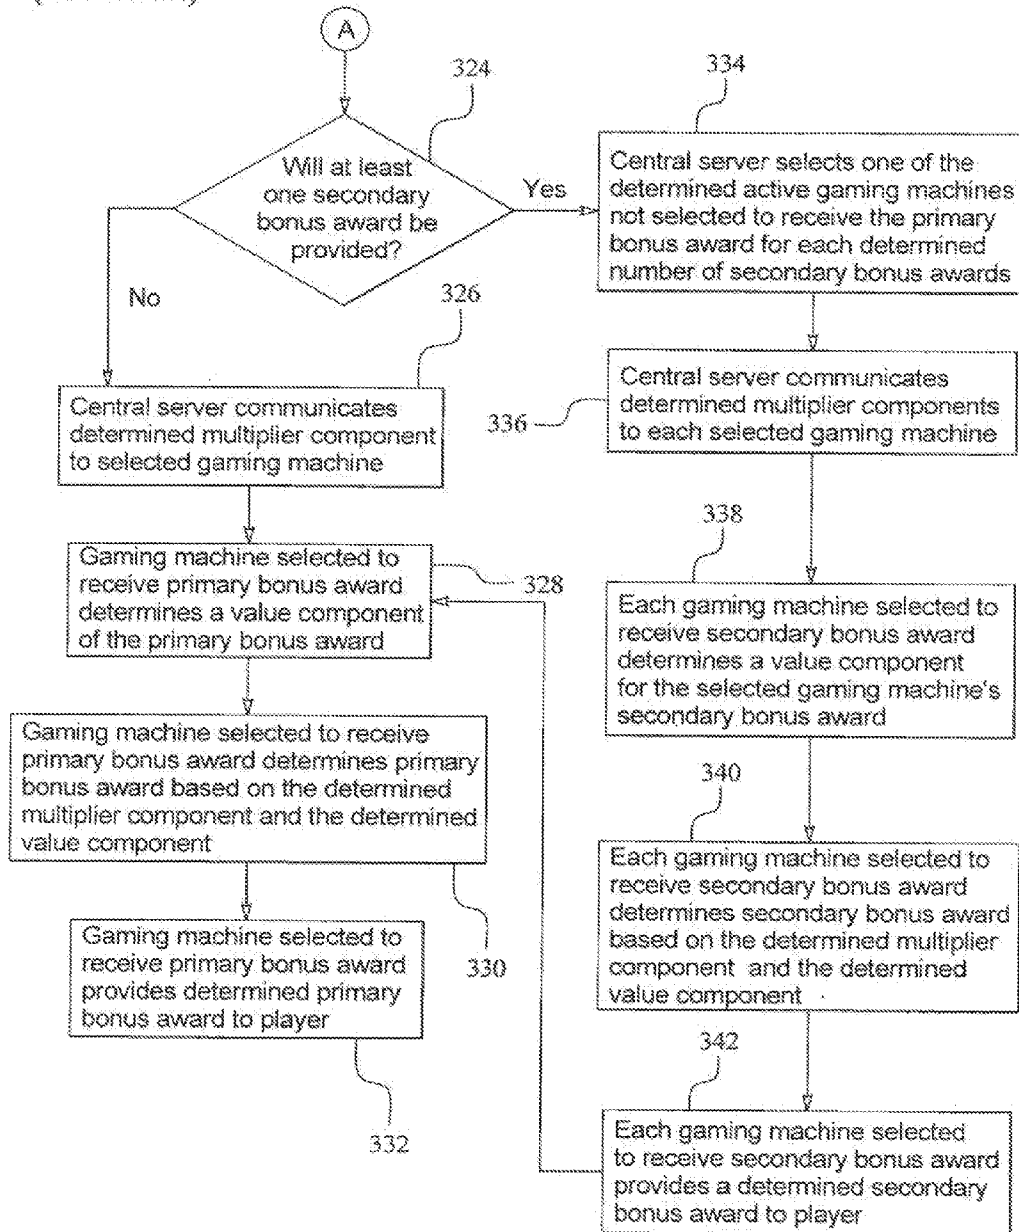 A
324
Will at least
one secondary
bonus award be
provided?
Yes
No
334
Central server selects one of the
determined active gaming machines
not selected to receive the primary
bonus award for each determined
number of secondary bonus awards
326
Central server communicates
determined multiplier component
to selected gaming machine
336
Central server communicates
determined multiplier components
to each selected gaming machine
328
Gaming machine selected to
receive primary bonus award
determines a value component
of the primary bonus award
338
Each gaming machine selected to
receive secondary bonus award
determines a value component
for the selected gaming machine's
secondary bonus award
Gaming machine selected to receive
primary bonus award determines primary
bonus award based on the determined
multiplier component and the determined
value component
330
340
Each gaming machine selected to
receive secondary bonus award
determines secondary bonus award
based on the determined multiplier
component and the determined
value component
Gaming machine selected to
receive primary bonus award
provides determined primary
bonus award to player
332
342
Each gaming machine selected
to receive secondary bonus award
provides a determined secondary
bonus award to player